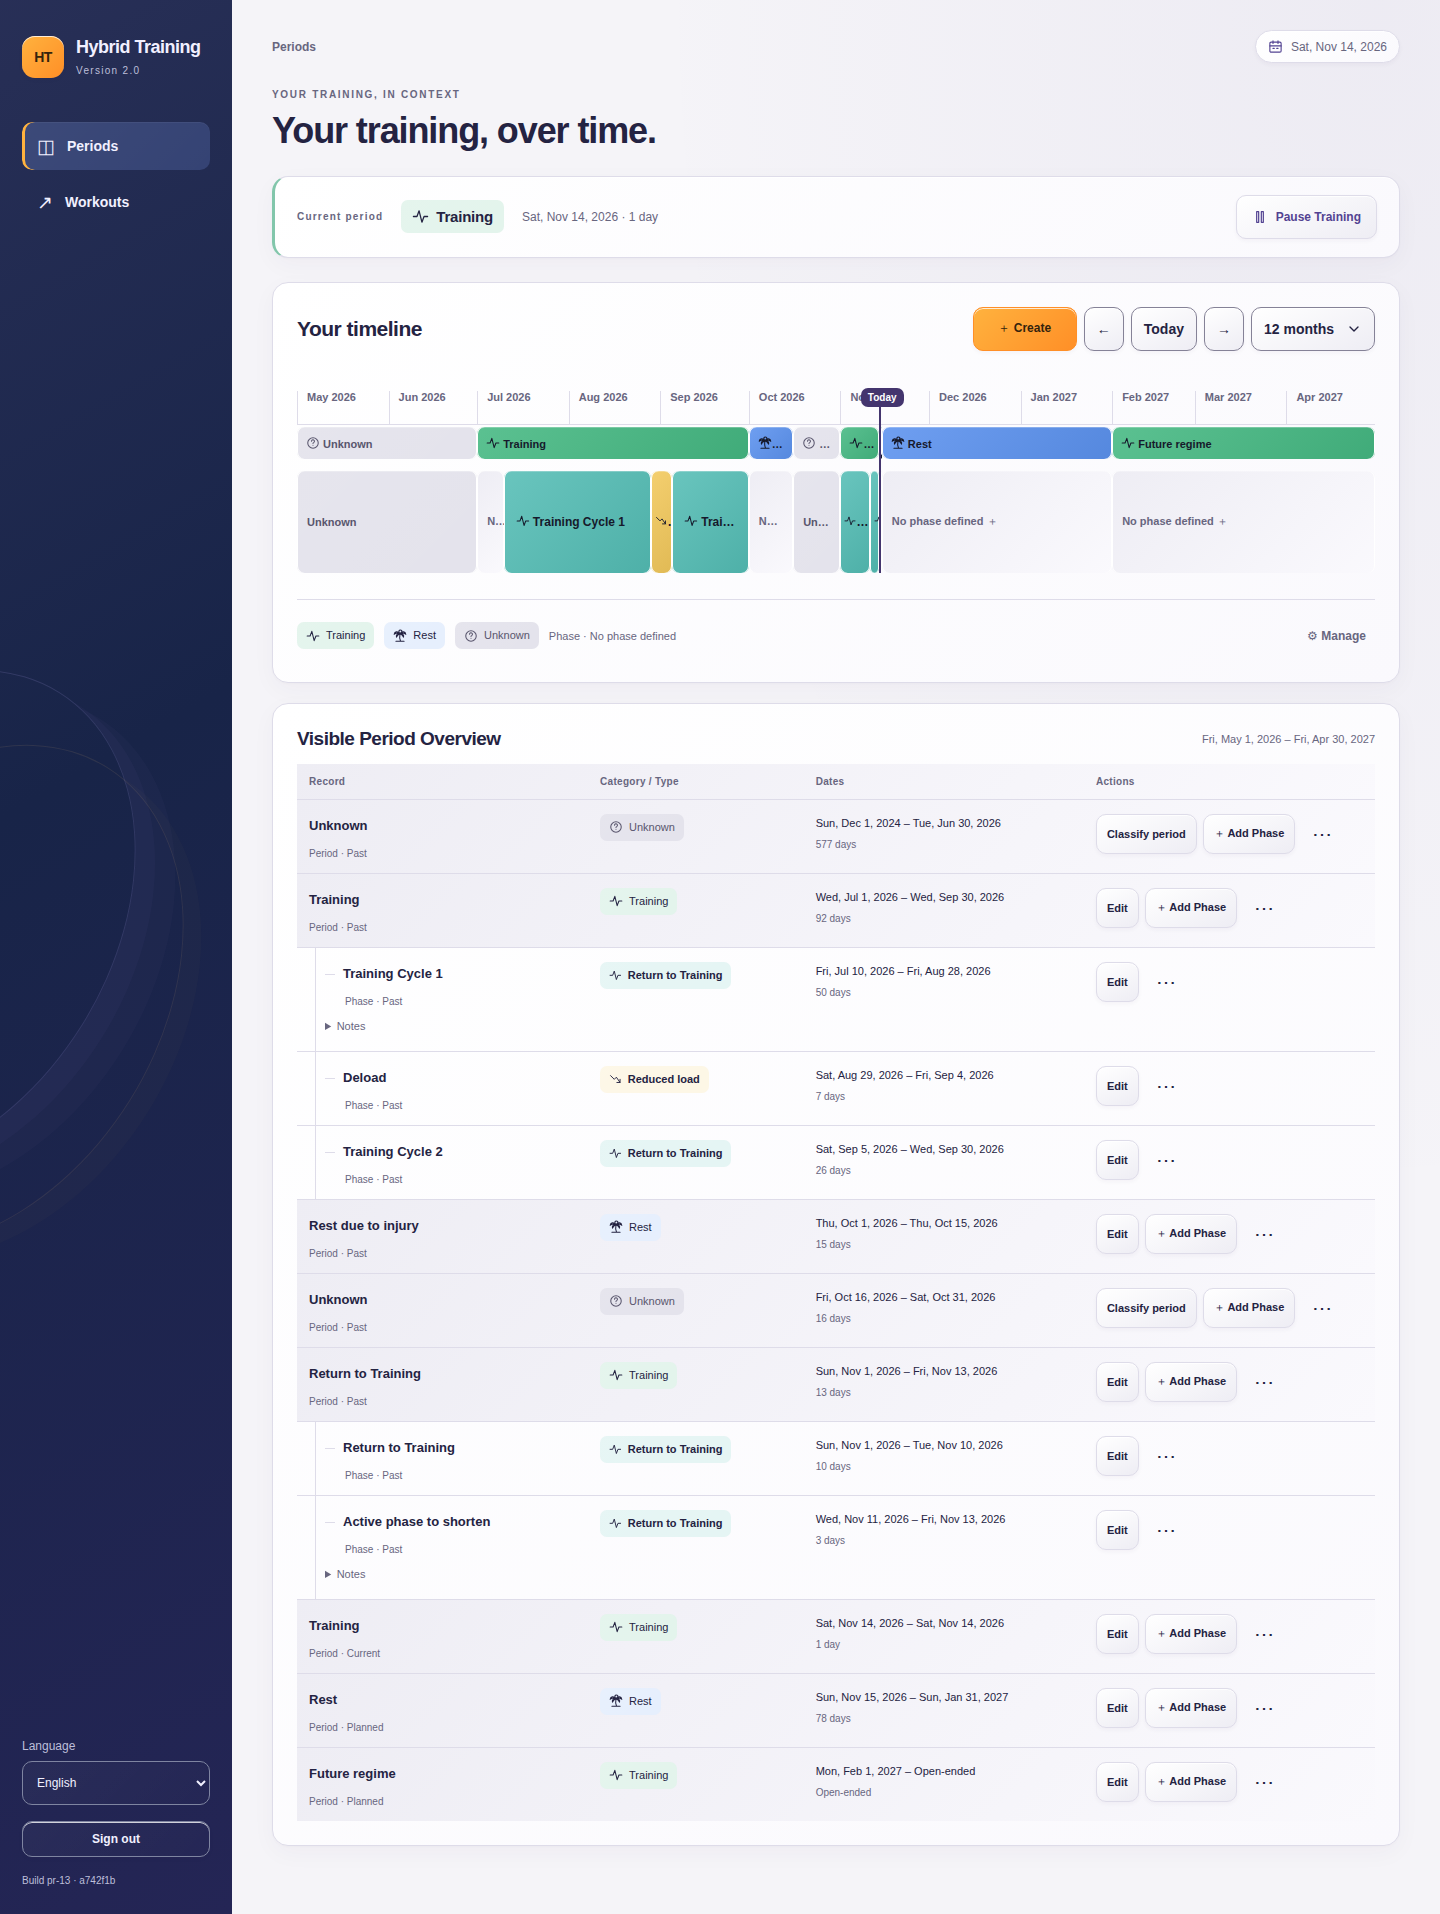 HT
Hybrid Training
Version 2.0
Periods
Workouts
Language
English
Sign out
Build pr-13 · a742f1b
Periods
Sat, Nov 14, 2026
YOUR TRAINING, IN CONTEXT
Your training, over time.
Current period
Training
Sat, Nov 14, 2026 · 1 day
Pause Training
Your timeline
+ Create
←
Today
→
12 months
May 2026
Jun 2026
Jul 2026
Aug 2026
Sep 2026
Oct 2026
Today
Dec 2026
Jan 2027
Feb 2027
Mar 2027
Apr 2027
Unknown
Training
...
...
...
Rest
Future regime
Unknown
N...
Training Cycle 1
Trai...
N...
Un...
...
No phase defined +
No phase defined +
Training
Rest
Unknown
Phase · No phase defined
⚙ Manage
Visible Period Overview
Fri, May 1, 2026 – Fri, Apr 30, 2027
Record
Category / Type
Dates
Actions
Unknown
Period · Past
Unknown
Sun, Dec 1, 2024 – Tue, Jun 30, 2026
577 days
Classify period
+ Add Phase
···
Training
Period · Past
Training
Wed, Jul 1, 2026 – Wed, Sep 30, 2026
92 days
Edit
+ Add Phase
···
Training Cycle 1
Phase · Past
▶ Notes
Return to Training
Fri, Jul 10, 2026 – Fri, Aug 28, 2026
50 days
Edit
···
Deload
Phase · Past
Reduced load
Sat, Aug 29, 2026 – Fri, Sep 4, 2026
7 days
Edit
···
Training Cycle 2
Phase · Past
Return to Training
Sat, Sep 5, 2026 – Wed, Sep 30, 2026
26 days
Edit
···
Rest due to injury
Period · Past
Rest
Thu, Oct 1, 2026 – Thu, Oct 15, 2026
15 days
Edit
+ Add Phase
···
Unknown
Period · Past
Unknown
Fri, Oct 16, 2026 – Sat, Oct 31, 2026
16 days
Classify period
+ Add Phase
···
Return to Training
Period · Past
Training
Sun, Nov 1, 2026 – Fri, Nov 13, 2026
13 days
Edit
+ Add Phase
···
Return to Training
Phase · Past
Return to Training
Sun, Nov 1, 2026 – Tue, Nov 10, 2026
10 days
Edit
···
Active phase to shorten
Phase · Past
▶ Notes
Return to Training
Wed, Nov 11, 2026 – Fri, Nov 13, 2026
3 days
Edit
···
Training
Period · Current
Training
Sat, Nov 14, 2026 – Sat, Nov 14, 2026
1 day
Edit
+ Add Phase
···
Rest
Period · Planned
Rest
Sun, Nov 15, 2026 – Sun, Jan 31, 2027
78 days
Edit
+ Add Phase
···
Future regime
Period · Planned
Training
Mon, Feb 1, 2027 – Open-ended
Open-ended
Edit
+ Add Phase
···